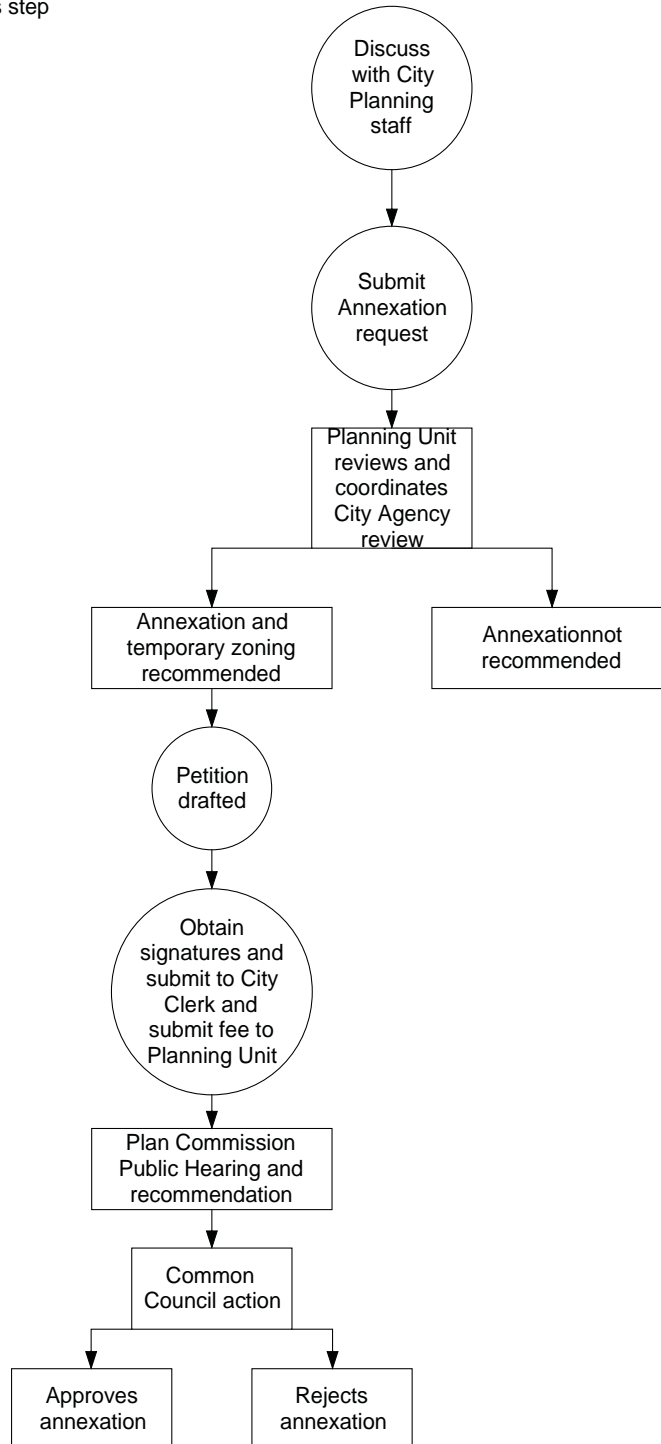 s step
Discuss
with City
Planning
staff
Submit
Annexation
request
Planning Unit
reviews and
coordinates
City Agency
review
Annexation and
temporary zoning
recommended
Annexationnot
recommended
Petition
drafted
Obtain
signatures and
submit to City
Clerk and
submit fee to
Planning Unit
Plan Commission
Public Hearing and
recommendation
Common
Council action
Approves
annexation
Rejects
annexation